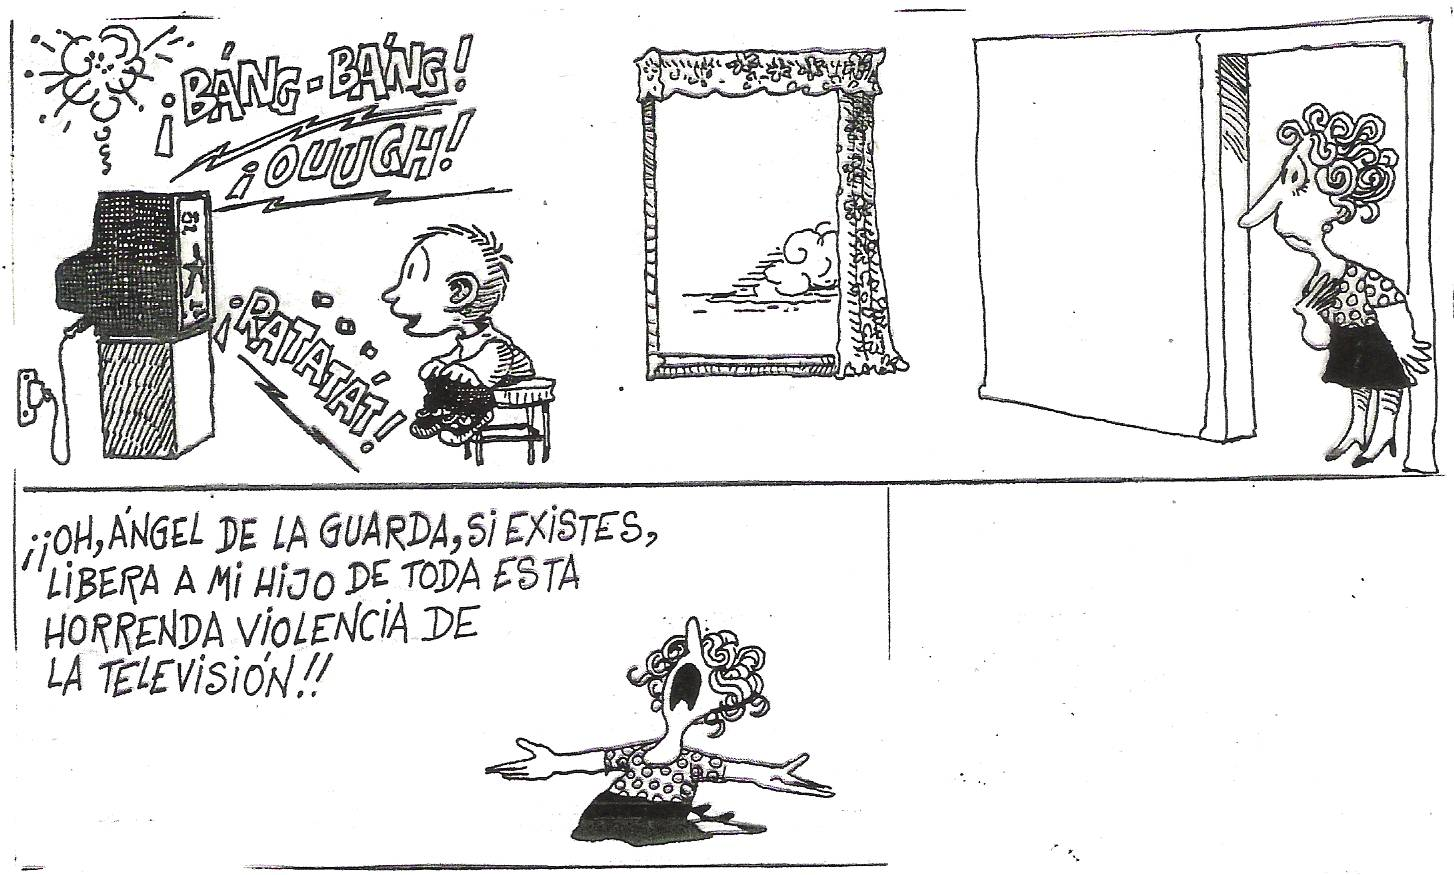 ¡BÁNG-BÁNG!
¡OUUGH!
¡RATATÁT!
¡¡OH, ÁNGEL DE LA GUARDA, SI EXISTES,
LIBERA A MI HIJO DE TODA ESTA
HORRENDA VIOLENCIA DE
LA TELEVISIÓN!!